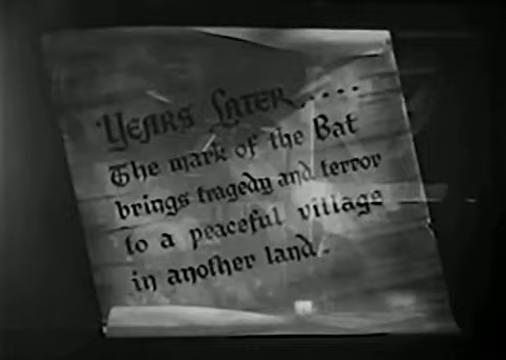 YEARS LATER.....
The mark of the Bat
brings tragedy and terror
to a peaceful village
in another land..